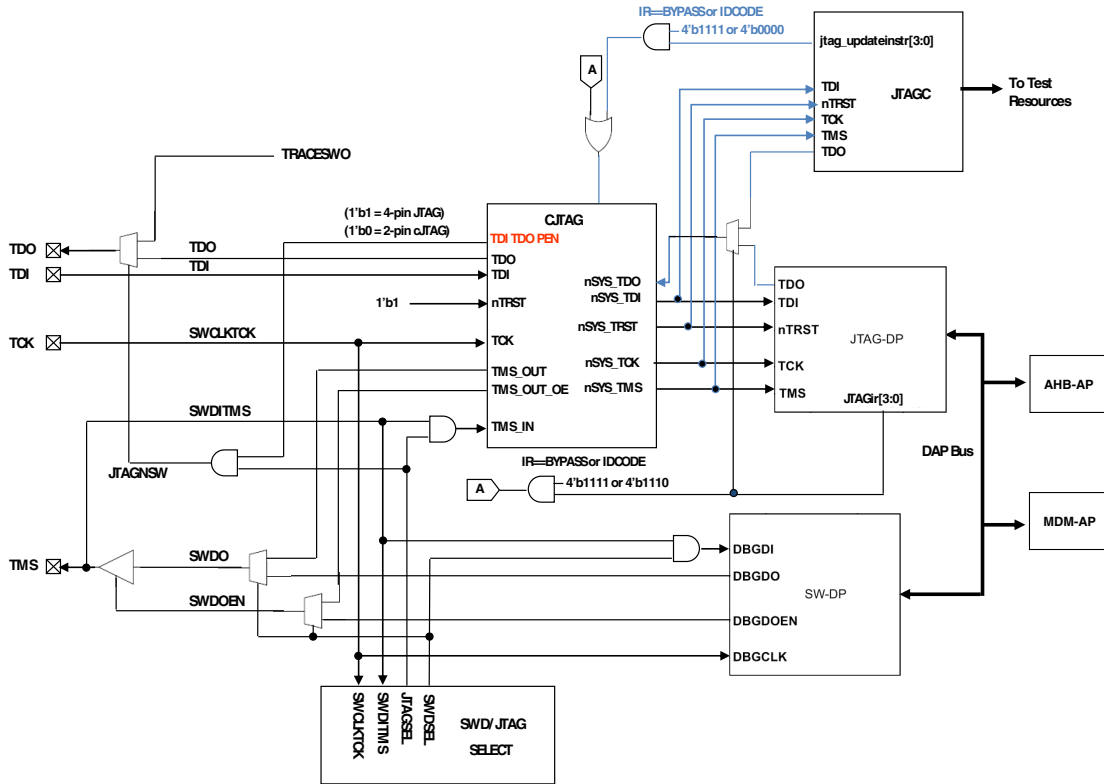 IR==BYPASS or IDCODE
4'b1111 or 4'b0000
jtag_updateinstr[3:0]
A
TDI
nTRST
TCK
TMS
TDO
JTAGC
To Test
Resources
TRACESWO
(1'b1 = 4-pin JTAG)
(1'b0 = 2-pin cJTAG)
CJTAG
TDI TDO PEN
TDO
TDO
TDO
TDI
TDI
TDI
1'b1
nTRST
TCK
SWCLKTCK
TCK
TMS_OUT
TMS_OUT_OE
SWDITMS
TMS_IN
nSYS_TDO
nSYS_TDI
nSYS_TRST
nSYS_TCK
nSYS_TMS
TDO
TDI
nTRST
TCK
TMS
JTAG-DP
JTAGir[3:0]
AHB-AP
DAP Bus
MDM-AP
JTAGNSW
IR==BYPASS or IDCODE
4'b1111 or 4'b1110
A
TMS
SWDO
SWDOEN
DBGDI
DBGDO
DBGDOEN
DBGCLK
SW-DP
SWCLKTCK
SWDITMS
JTAGSEL
SWDSEL
SWD/JTAG
SELECT